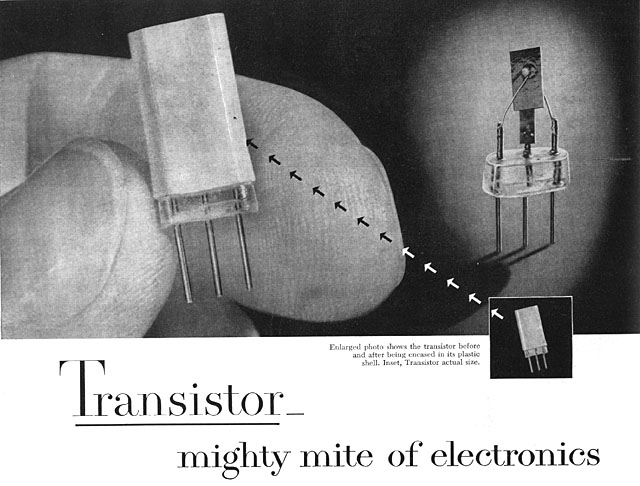 Enlarged photo shows the transistor before
and after being encased in its plastic
shell. Inset, Transistor actual size.
Transistor_
mighty mite of electronics